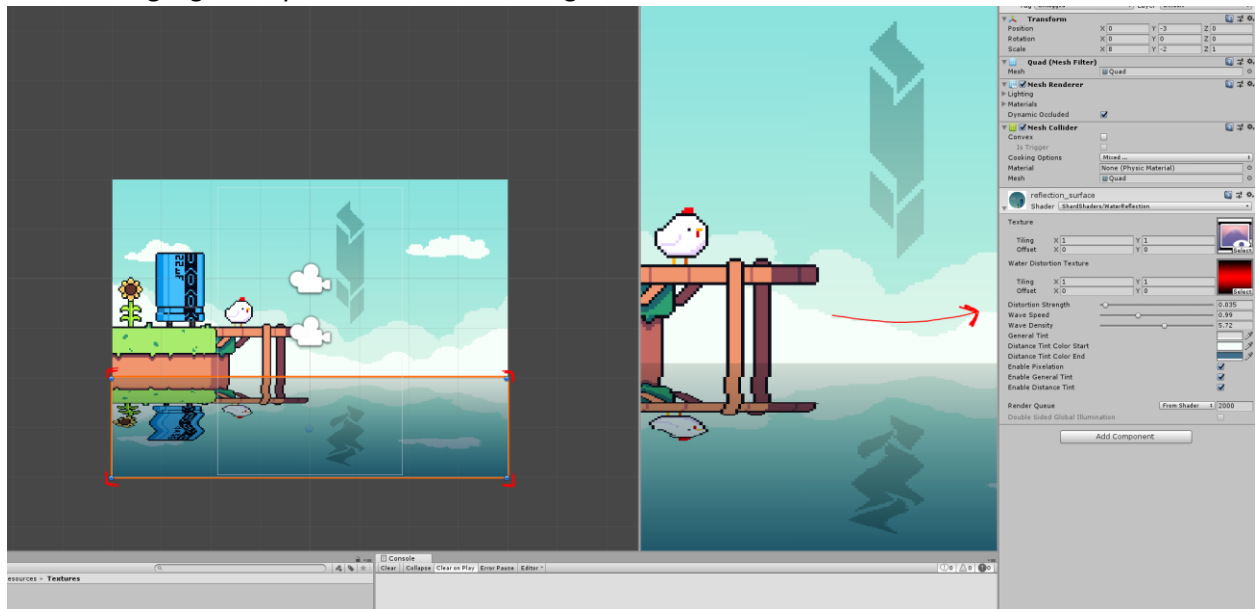 Transform
Position X 0 Y -3 Z 0
Rotation X 0 Y 0 Z 0
Scale X 8 Y -2 Z 1
Quad (Mesh Filter)
Mesh Quad
Mesh Renderer
Lighting
Materials
Dynamic Occluded
Mesh Collider
Convex
Is Trigger
Cooking Options Mixed ...
Material None (Physic Material)
Mesh Quad
reflection_surface
Shader ShardShaders/WaterReflection
Texture
Tiling X 1 Y 1
Offset X 0 Y 0
Select
Water Distortion Texture
Tiling X 1 Y 1
Offset X 0 Y 0
Select
Distortion Strength 0.035
Wave Speed 0.99
Wave Density 5.72
General Tint
Distance Tint Color Start
Distance Tint Color End
Enable Pixelation
Enable General Tint
Enable Distance Tint
Render Queue From Shader 2000
Double Sided Global Illumination
Add Component
Console
Clear Collapse Clear on Play Error Pause Editor 0 0 0
esources Textures